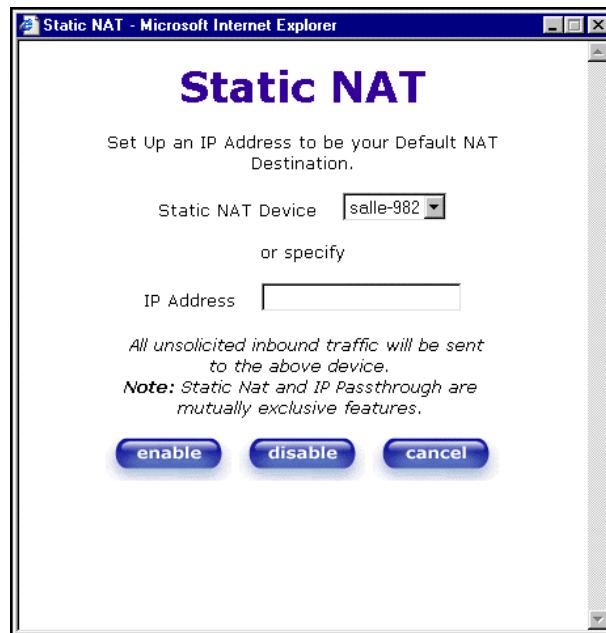 Static NAT - Microsoft Internet Explorer
Static NAT
Set Up an IP Address to be your Default NAT
Destination.
Static NAT Device salle-982
or specify
IP Address
All unsolicited inbound traffic will be sent
to the above device.
Note: Static Nat and IP Passthrough are
mutually exclusive features.
enable disable cancel